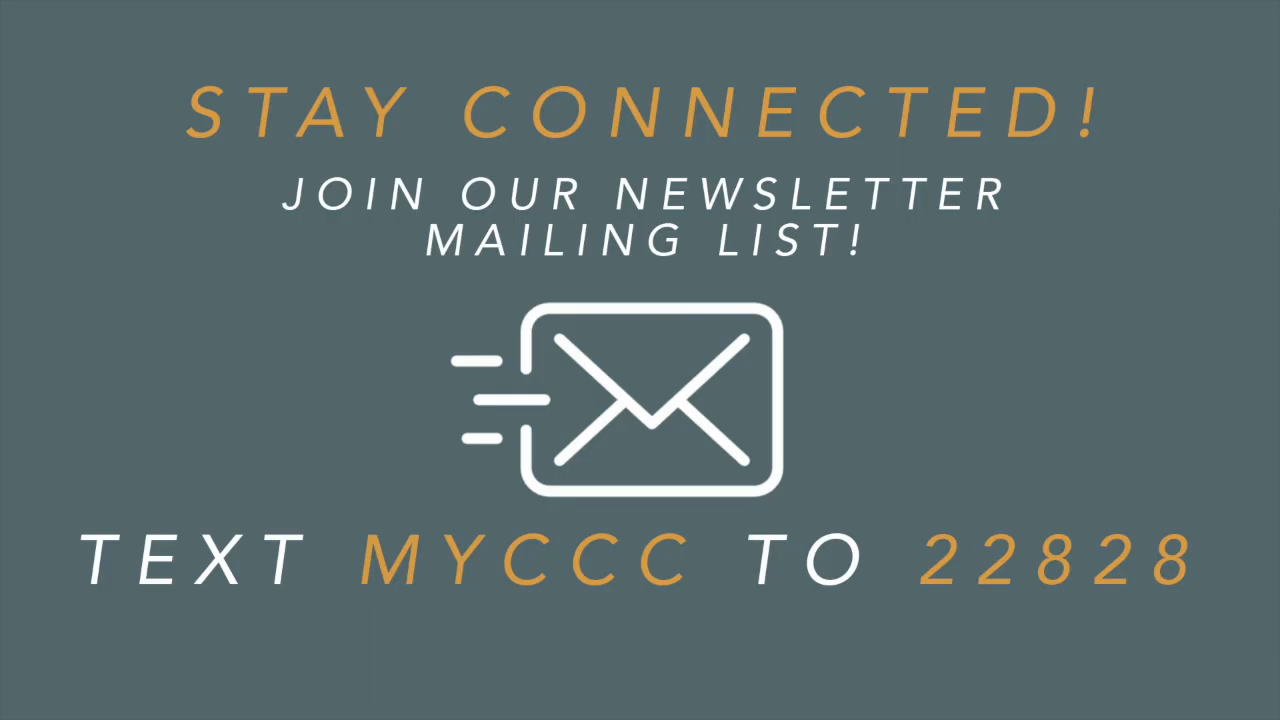 STAY CONNECTED!
JOIN OUR NEWSLETTER
MAILING LIST!
TEXT MYCCC TO 22828